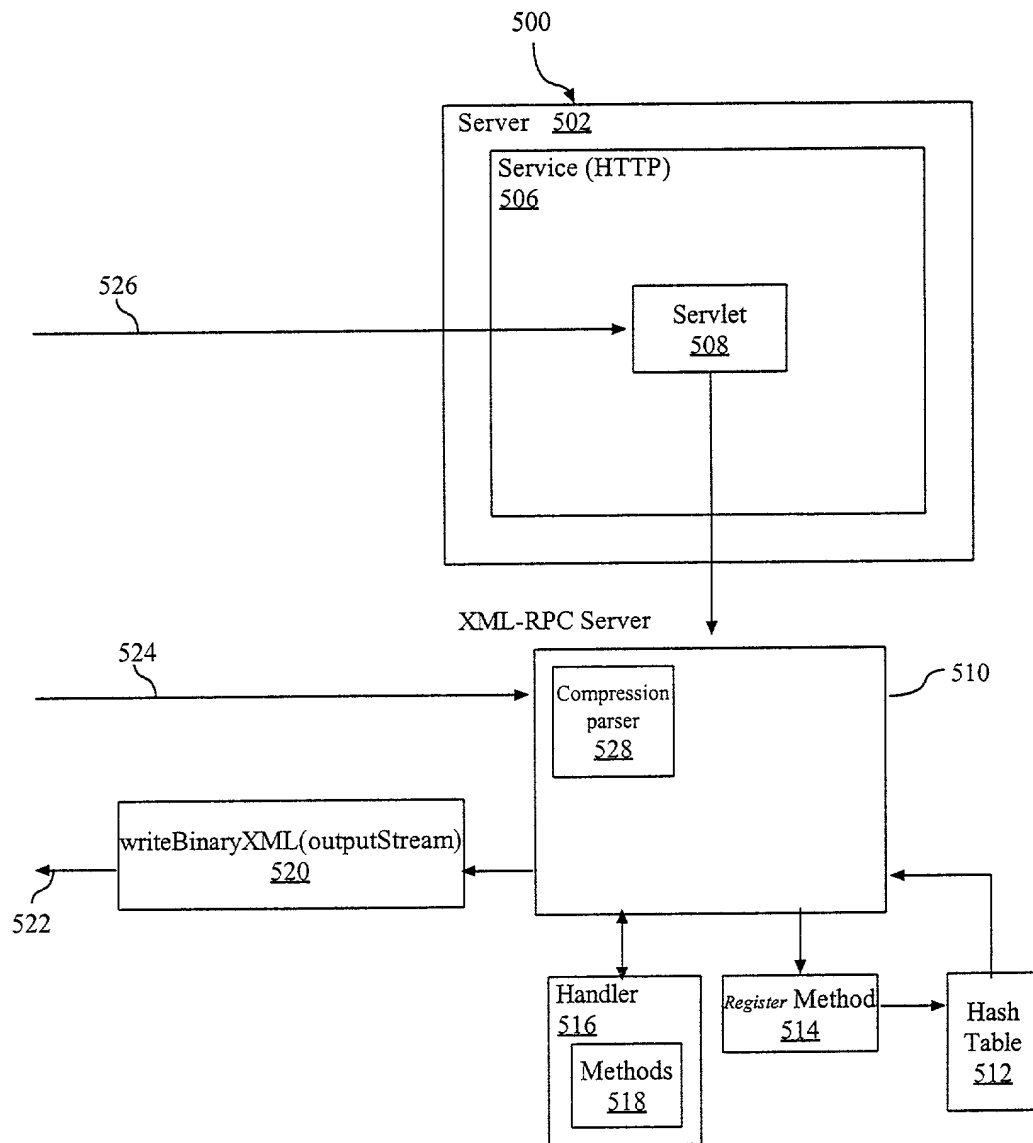 500
Server 502
Service (HTTP)
506
526
Servlet
508
XML-RPC Server
524
510
Compression
parser
528
writeBinaryXML(outputStream)
520
522
Handler
516
Register Method
514
Hash
Table
512
Methods
518